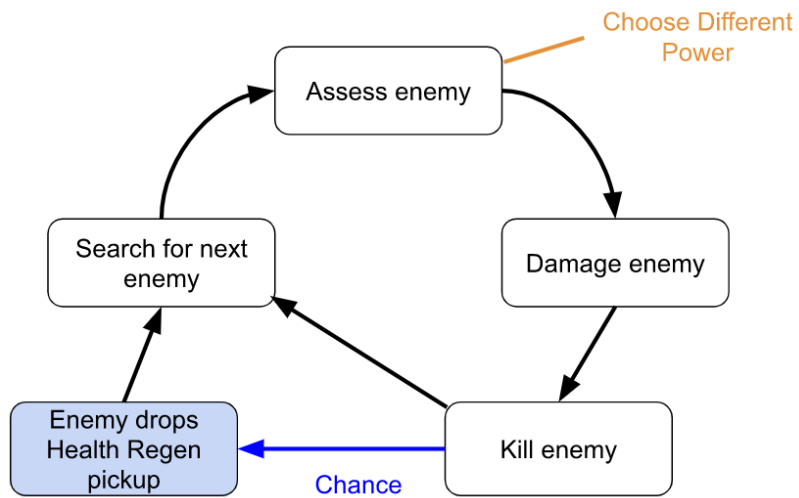 Choose Different
Power
Assess enemy
Search for next
enemy
Damage enemy
Enemy drops
Health Regen
pickup
Kill enemy
Chance